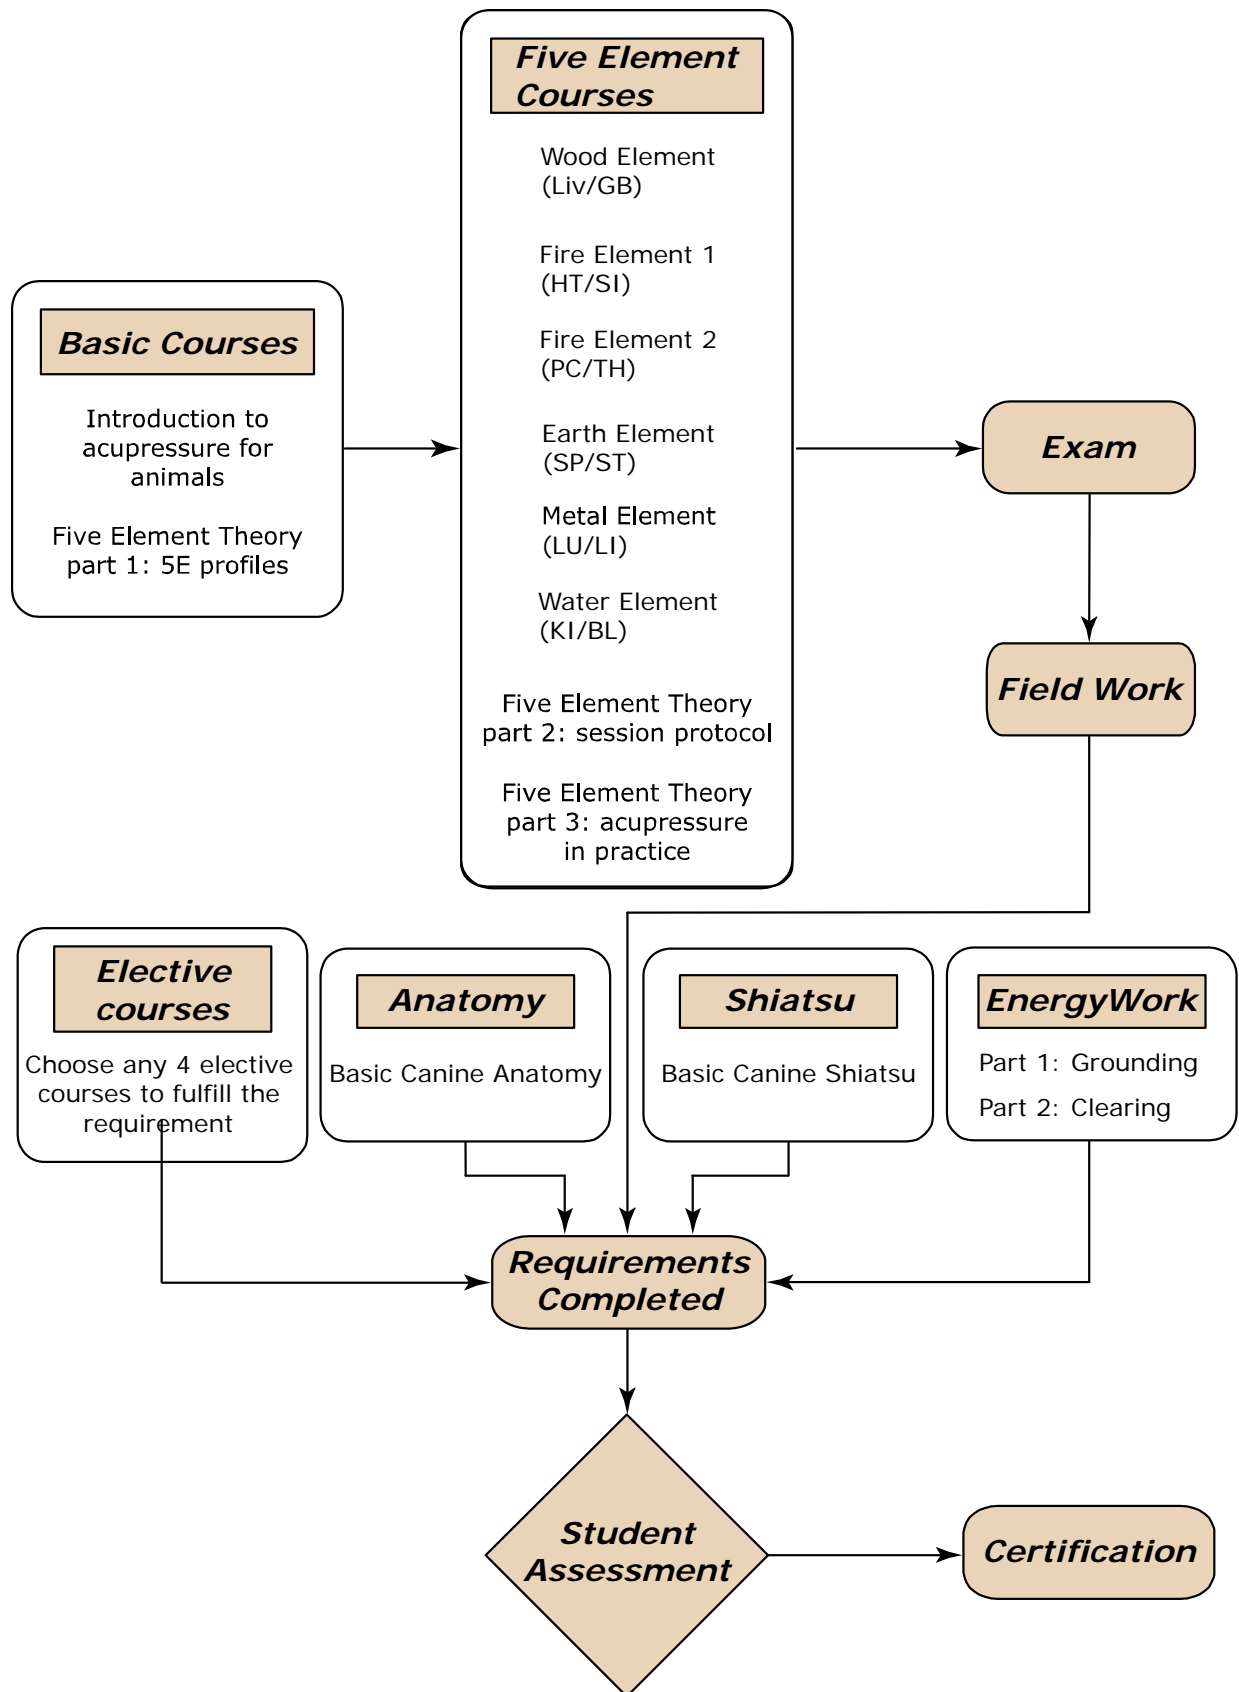 Five Element
Courses
Wood Element
(Liv/GB)
Fire Element 1
(HT/SI)
Fire Element 2
(PC/TH)
Earth Element
(SP/ST)
Metal Element
(LU/LI)
Water Element
(KI/BL)
Five Element Theory
part 2: session protocol
Five Element Theory
part 3: acupressure
in practice
Basic Courses
Introduction to
acupressure for
animals
Five Element Theory
part 1: 5E profiles
Exam
Field Work
Elective
courses
Choose any 4 elective
courses to fulfill the
requirement
Anatomy
Basic Canine Anatomy
Shiatsu
Basic Canine Shiatsu
EnergyWork
Part 1: Grounding
Part 2: Clearing
Requirements
Completed
Student
Assessment
Certification